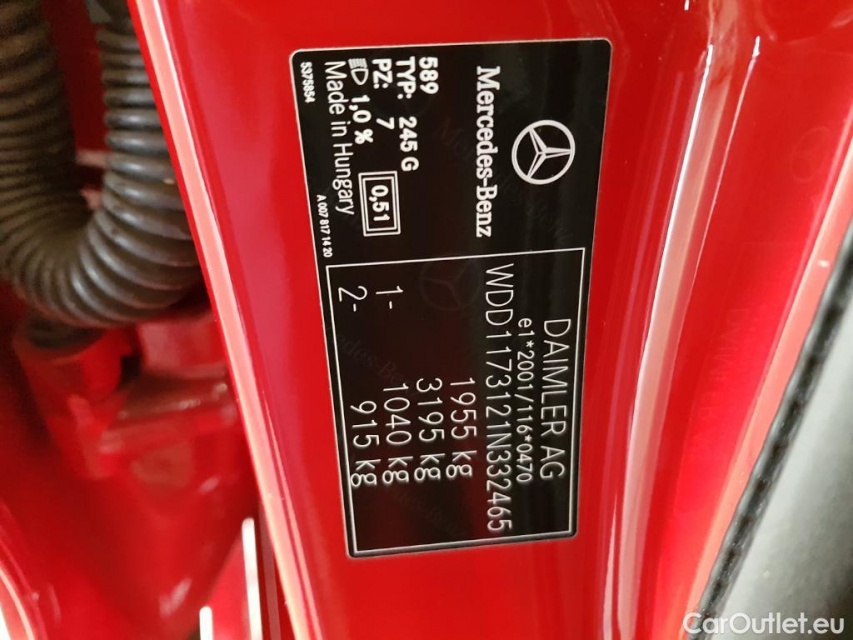 Mercedes-Benz
589
TYP: 245 G
PZ: 7
0,51
1,0 %
Made in Hungary
5375854
A 007 817 14 20
DAIMLER AG
e1*2001/116*0470
WDD1173121N332465
1955 kg
3195 kg
1- 1040 kg
2- 915 kg
CarOutlet.eu